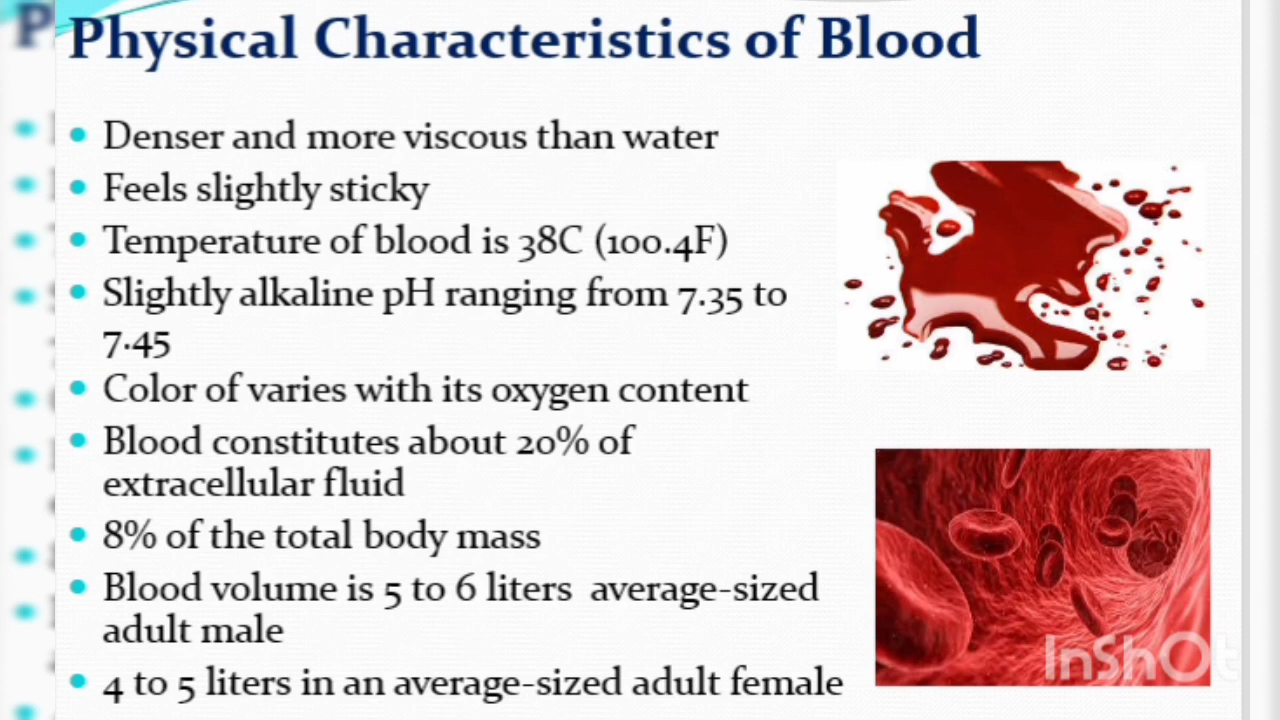 Physical Characteristics of Blood
Denser and more viscous than water
Feels slightly sticky
Temperature of blood is 38C (100.4F)
Slightly alkaline pH ranging from 7.35 to
7.45
Color of varies with its oxygen content
Blood constitutes about 20% of
extracellular fluid
8% of the total body mass
Blood volume is 5 to 6 liters average-sized
adult male
4 to 5 liters in an average-sized adult female
InShOt